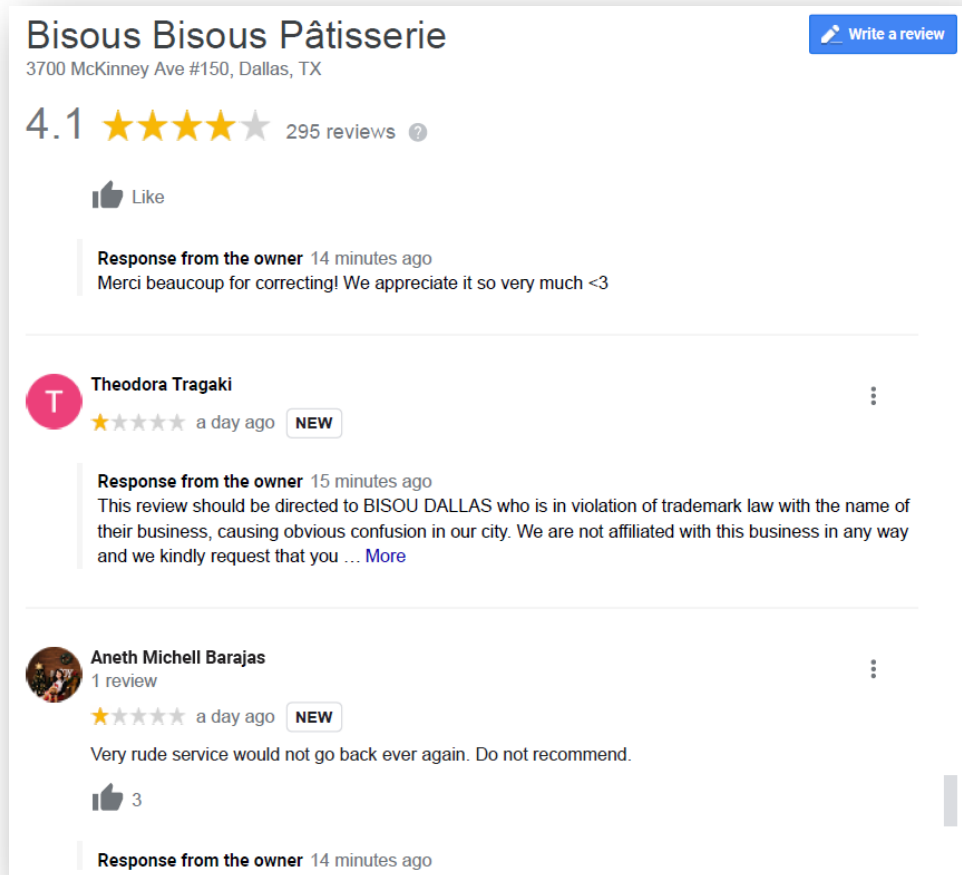 Bisous Bisous Pâtisserie
Write a review
3700 McKinney Ave #150, Dallas, TX
4.1 295 reviews ?
Like
Response from the owner 14 minutes ago
Merci beaucoup for correcting! We appreciate it so very much <3
T
Theodora Tragaki
a day ago NEW
Response from the owner 15 minutes ago
This review should be directed to BISOU DALLAS who is in violation of trademark law with the name of
their business, causing obvious confusion in our city. We are not affiliated with this business in any way
and we kindly request that you … More
Aneth Michell Barajas
1 review
a day ago NEW
Very rude service would not go back ever again. Do not recommend.
3
Response from the owner 14 minutes ago